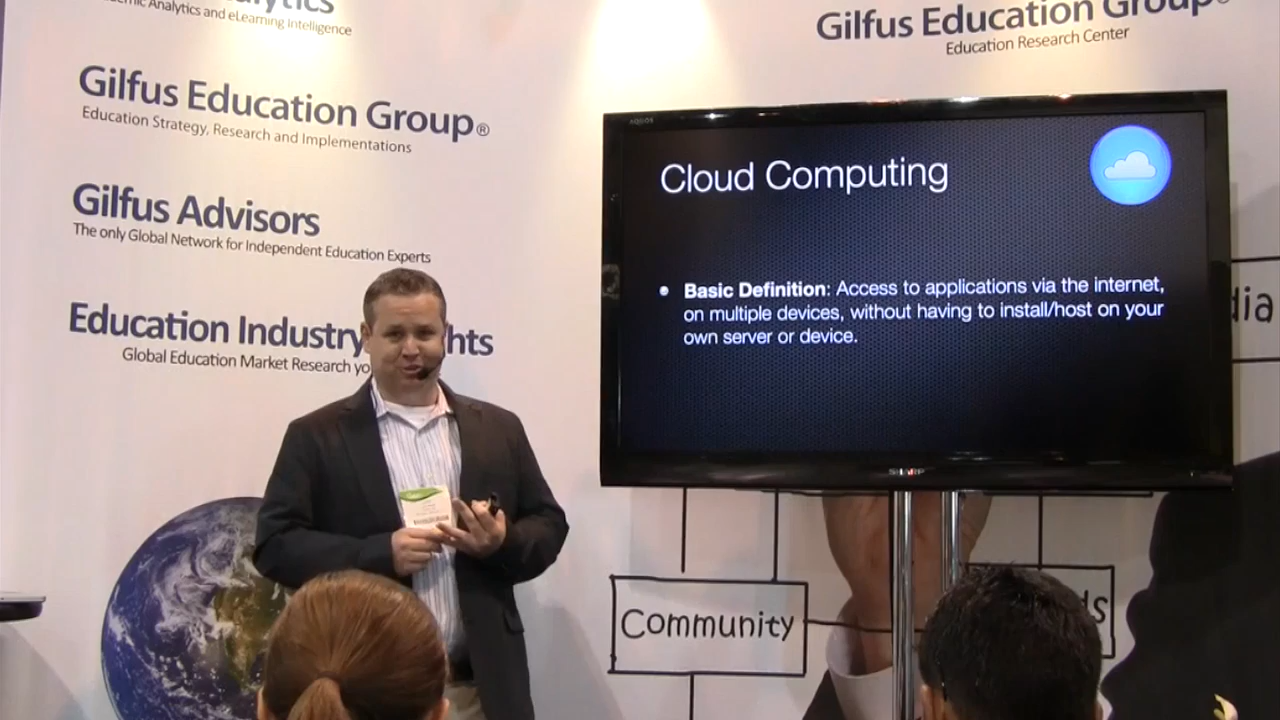 Analytics and eLearning Intelligence
Gilfus Education Group®
Education Strategy, Research and Implementations
Gilfus Advisors
The only Global Network for Independent Education Experts
Education Industry
Global Education Market Research
Gilfus Education Group®
Education Research Center
AQUOS
Cloud Computing
Basic Definition: Access to applications via the internet,
on multiple devices, without having to install/host on your
own server or device.
SHARP
Community